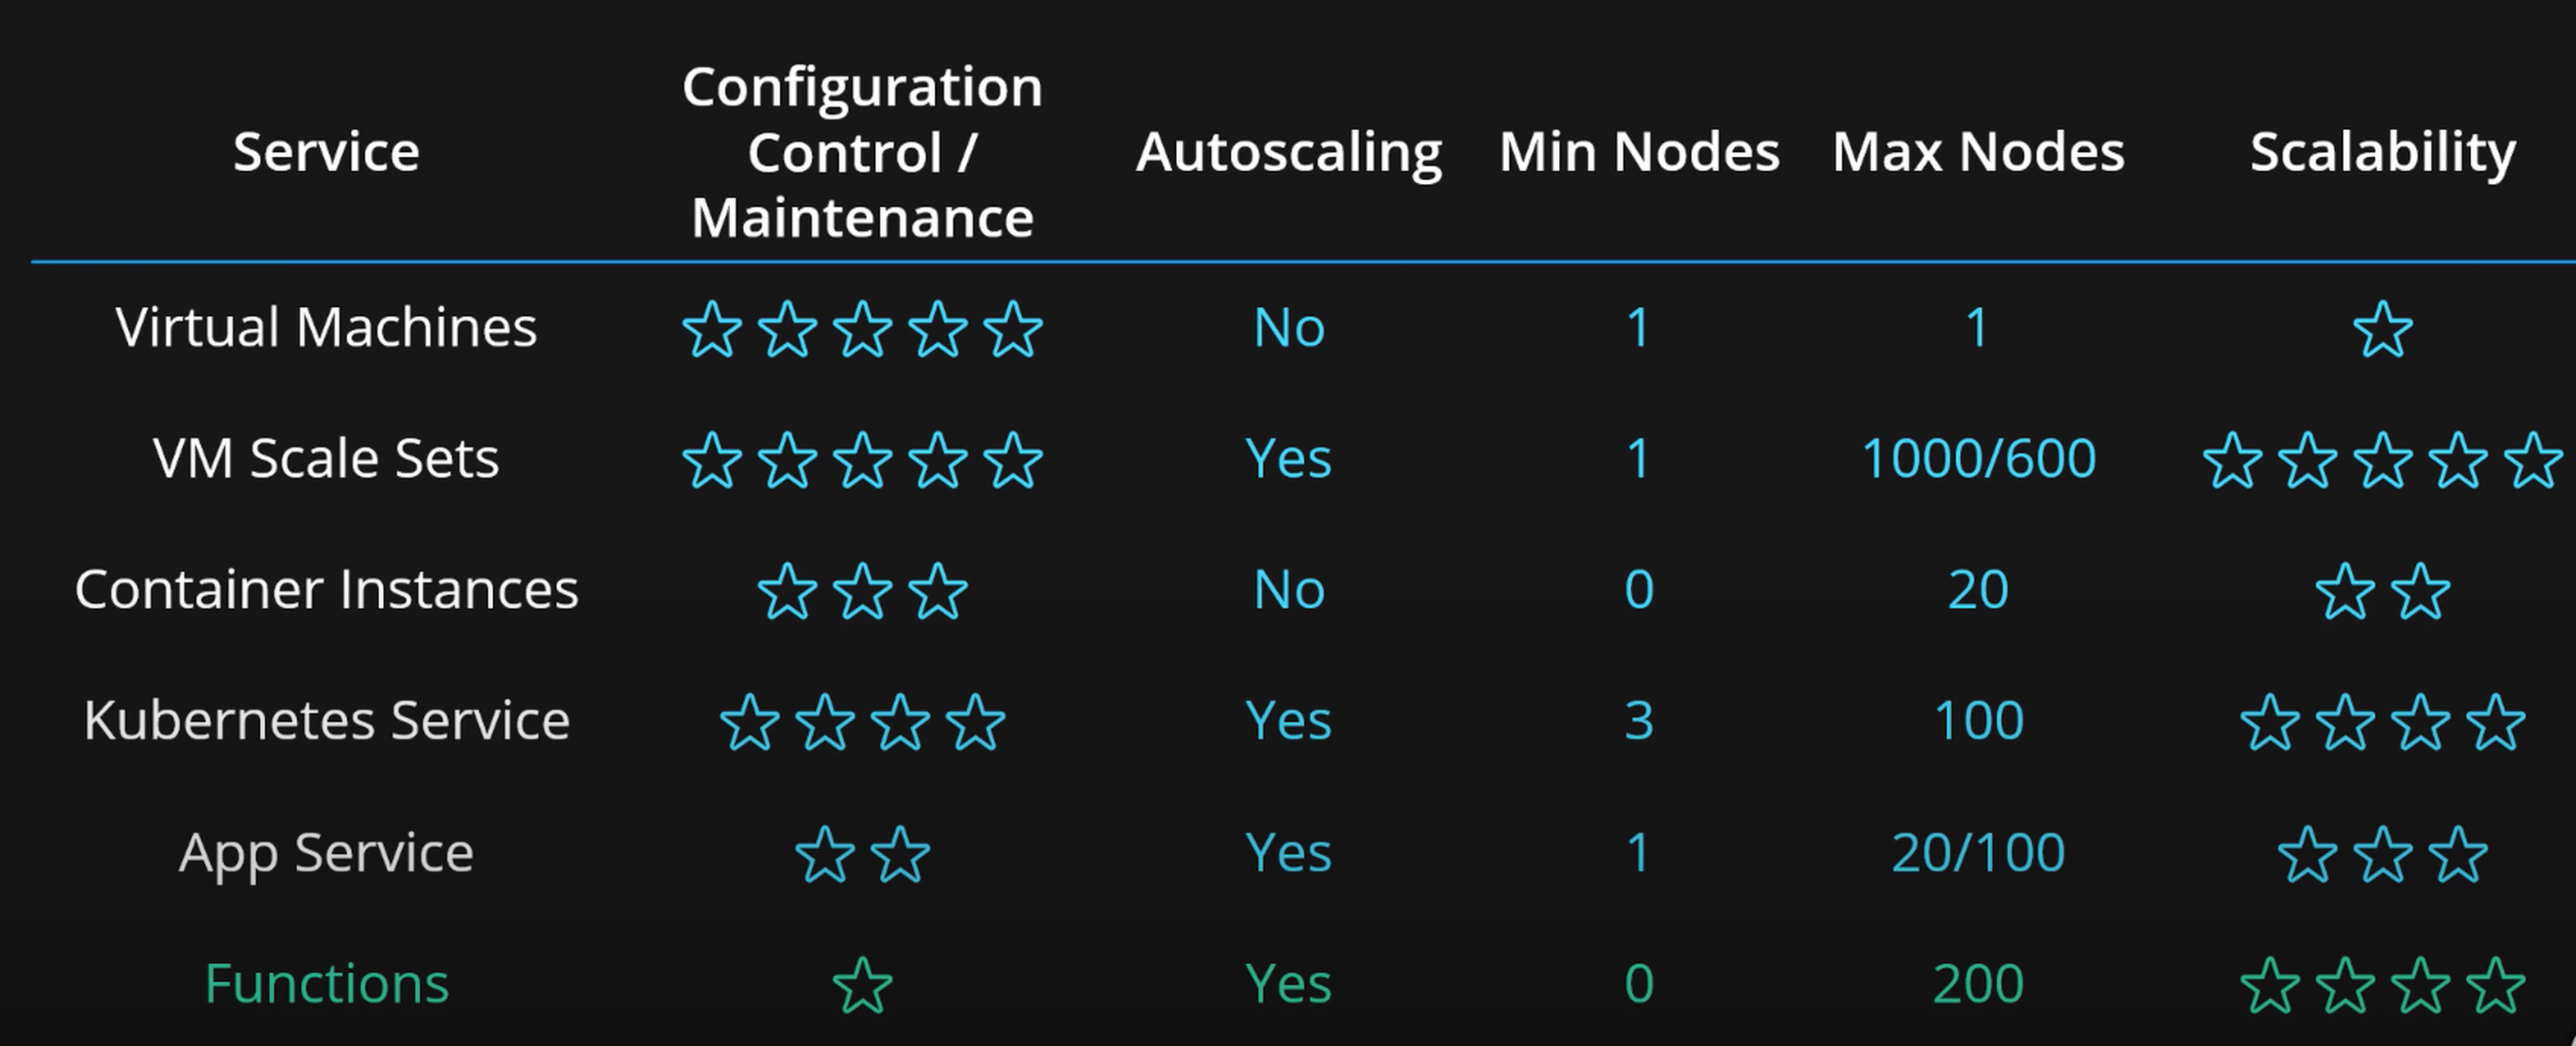 Service Configuration Control / Maintenance Autoscaling Min Nodes Max Nodes Scalability
Virtual Machines ☆☆☆☆☆ No 1 1 ☆
VM Scale Sets ☆☆☆☆☆ Yes 1 1000/600 ☆☆☆☆☆
Container Instances ☆☆☆ No 0 20 ☆☆
Kubernetes Service ☆☆☆☆ Yes 3 100 ☆☆☆☆
App Service ☆☆ Yes 1 20/100 ☆☆☆
Functions ☆ Yes 0 200 ☆☆☆☆